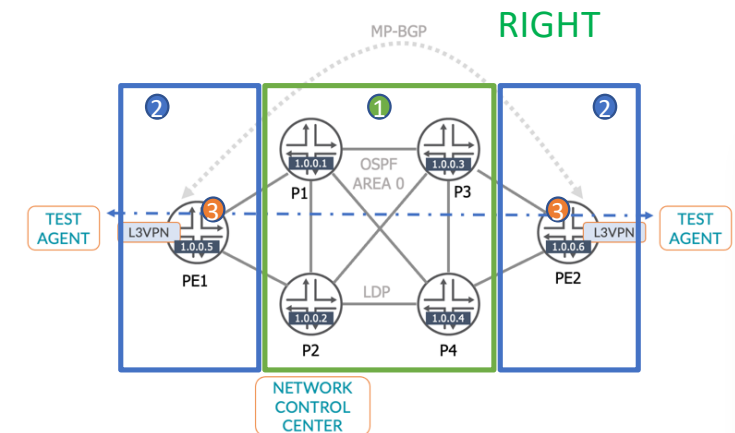 RIGHT
MP-BGP
2
1
2
1.0.0.1
P1
OSPF
AREA 0
1.0.0.3
P3
TEST
AGENT
L3VPN
3
1.0.0.5
PE1
3
1.0.0.6
L3VPN
PE2
TEST
AGENT
1.0.0.2
P2
LDP
1.0.0.4
P4
NETWORK
CONTROL
CENTER